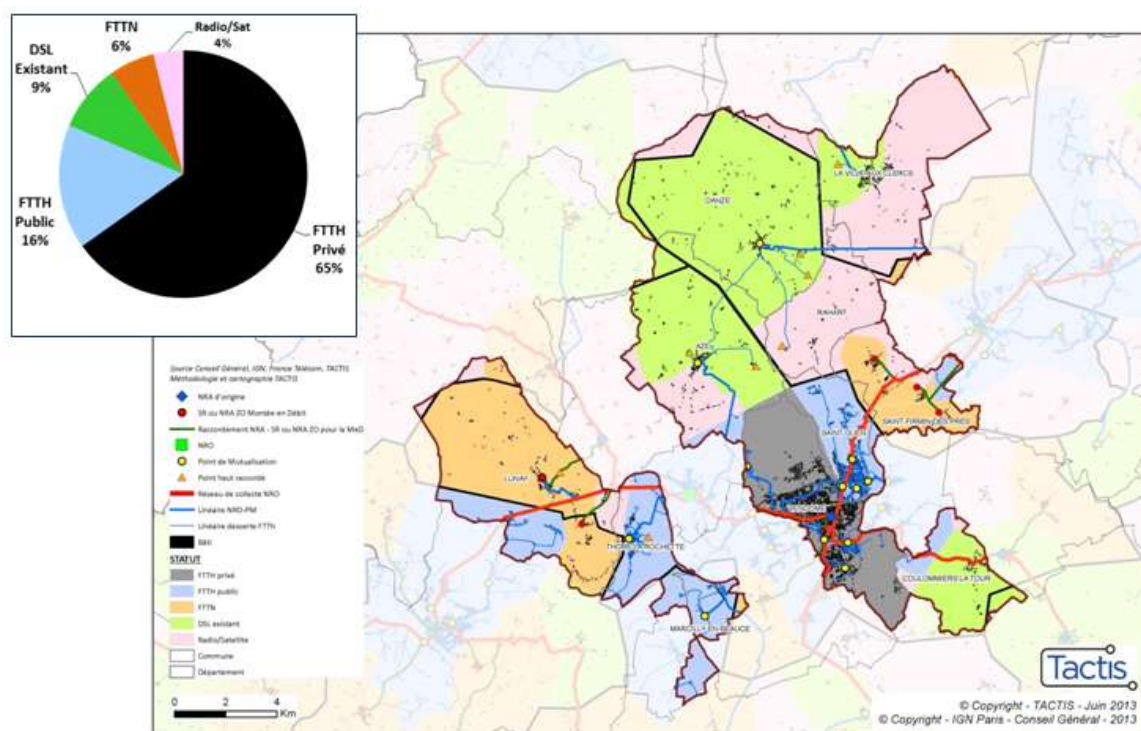 FTTN
6%
Radio/Sat
4%
DSL
Existant
9%
FTTH
Public
16%
FTTH
Privé
65%
LA VILLE AUX CLERCS
DANZE
RAHART
AZE
SAINT OUEN
SAINT FIRMIN DES PRES
LUNAY
VENDOME
THORE LA ROCHETTE
COULOMMIERS LA TOUR
MARCILLY EN BEAUCE
Source Conseil Général, IGN, France Télécom, TACTIS
Méthodologie et cartographie TACTIS
NRA d'origine
SR ou NRA ZO Montée en Débit
Raccordement NRA - SR ou NRA ZO pour la MeD
NRO
Point de Mutualisation
Point haut raccordé
Réseau de collecte NRO
Linéaire NRO-PM
Linéaire desserte FTTh
Bâti
STATUT
FTTH privé
FTTH public
FTTN
DSL existant
Radio/Satellite
Commune
Département
0 2 4
Km
Tactis
© Copyright - TACTIS - Juin 2013
© Copyright - IGN Paris - Conseil Général - 2013